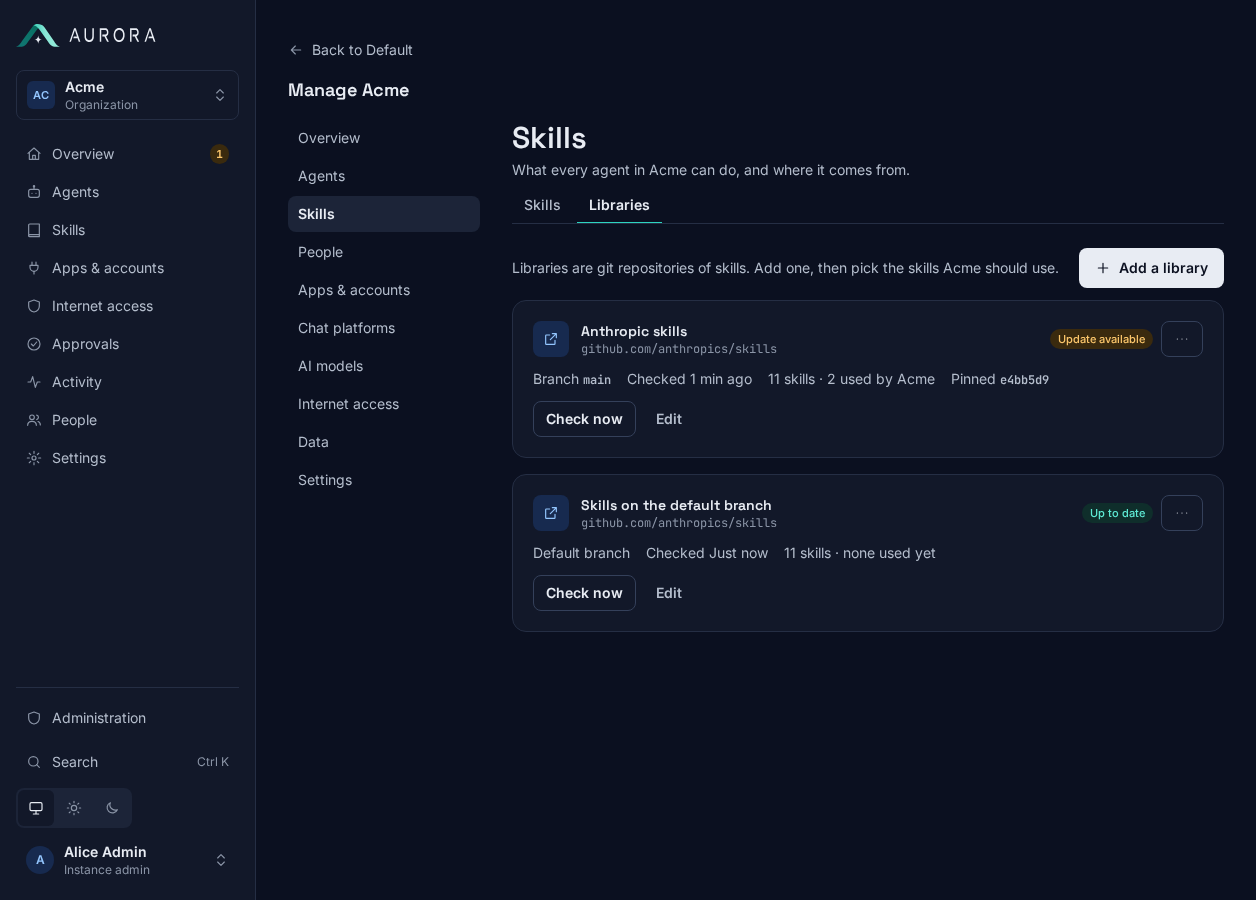 AURORA
AC
Acme
Organization
Overview
1
Agents
Skills
Apps & accounts
Internet access
Approvals
Activity
People
Settings
Administration
Search
Ctrl K
A
Alice Admin
Instance admin
Back to Default
Manage Acme
Overview
Agents
Skills
People
Apps & accounts
Chat platforms
AI models
Internet access
Data
Settings
Skills
What every agent in Acme can do, and where it comes from.
Skills
Libraries
Libraries are git repositories of skills. Add one, then pick the skills Acme should use.
Add a library
Anthropic skills
github.com/anthropics/skills
Update available
Branch main Checked 1 min ago 11 skills · 2 used by Acme Pinned e4bb5d9
Check now
Edit
Skills on the default branch
github.com/anthropics/skills
Up to date
Default branch Checked Just now 11 skills · none used yet
Check now
Edit